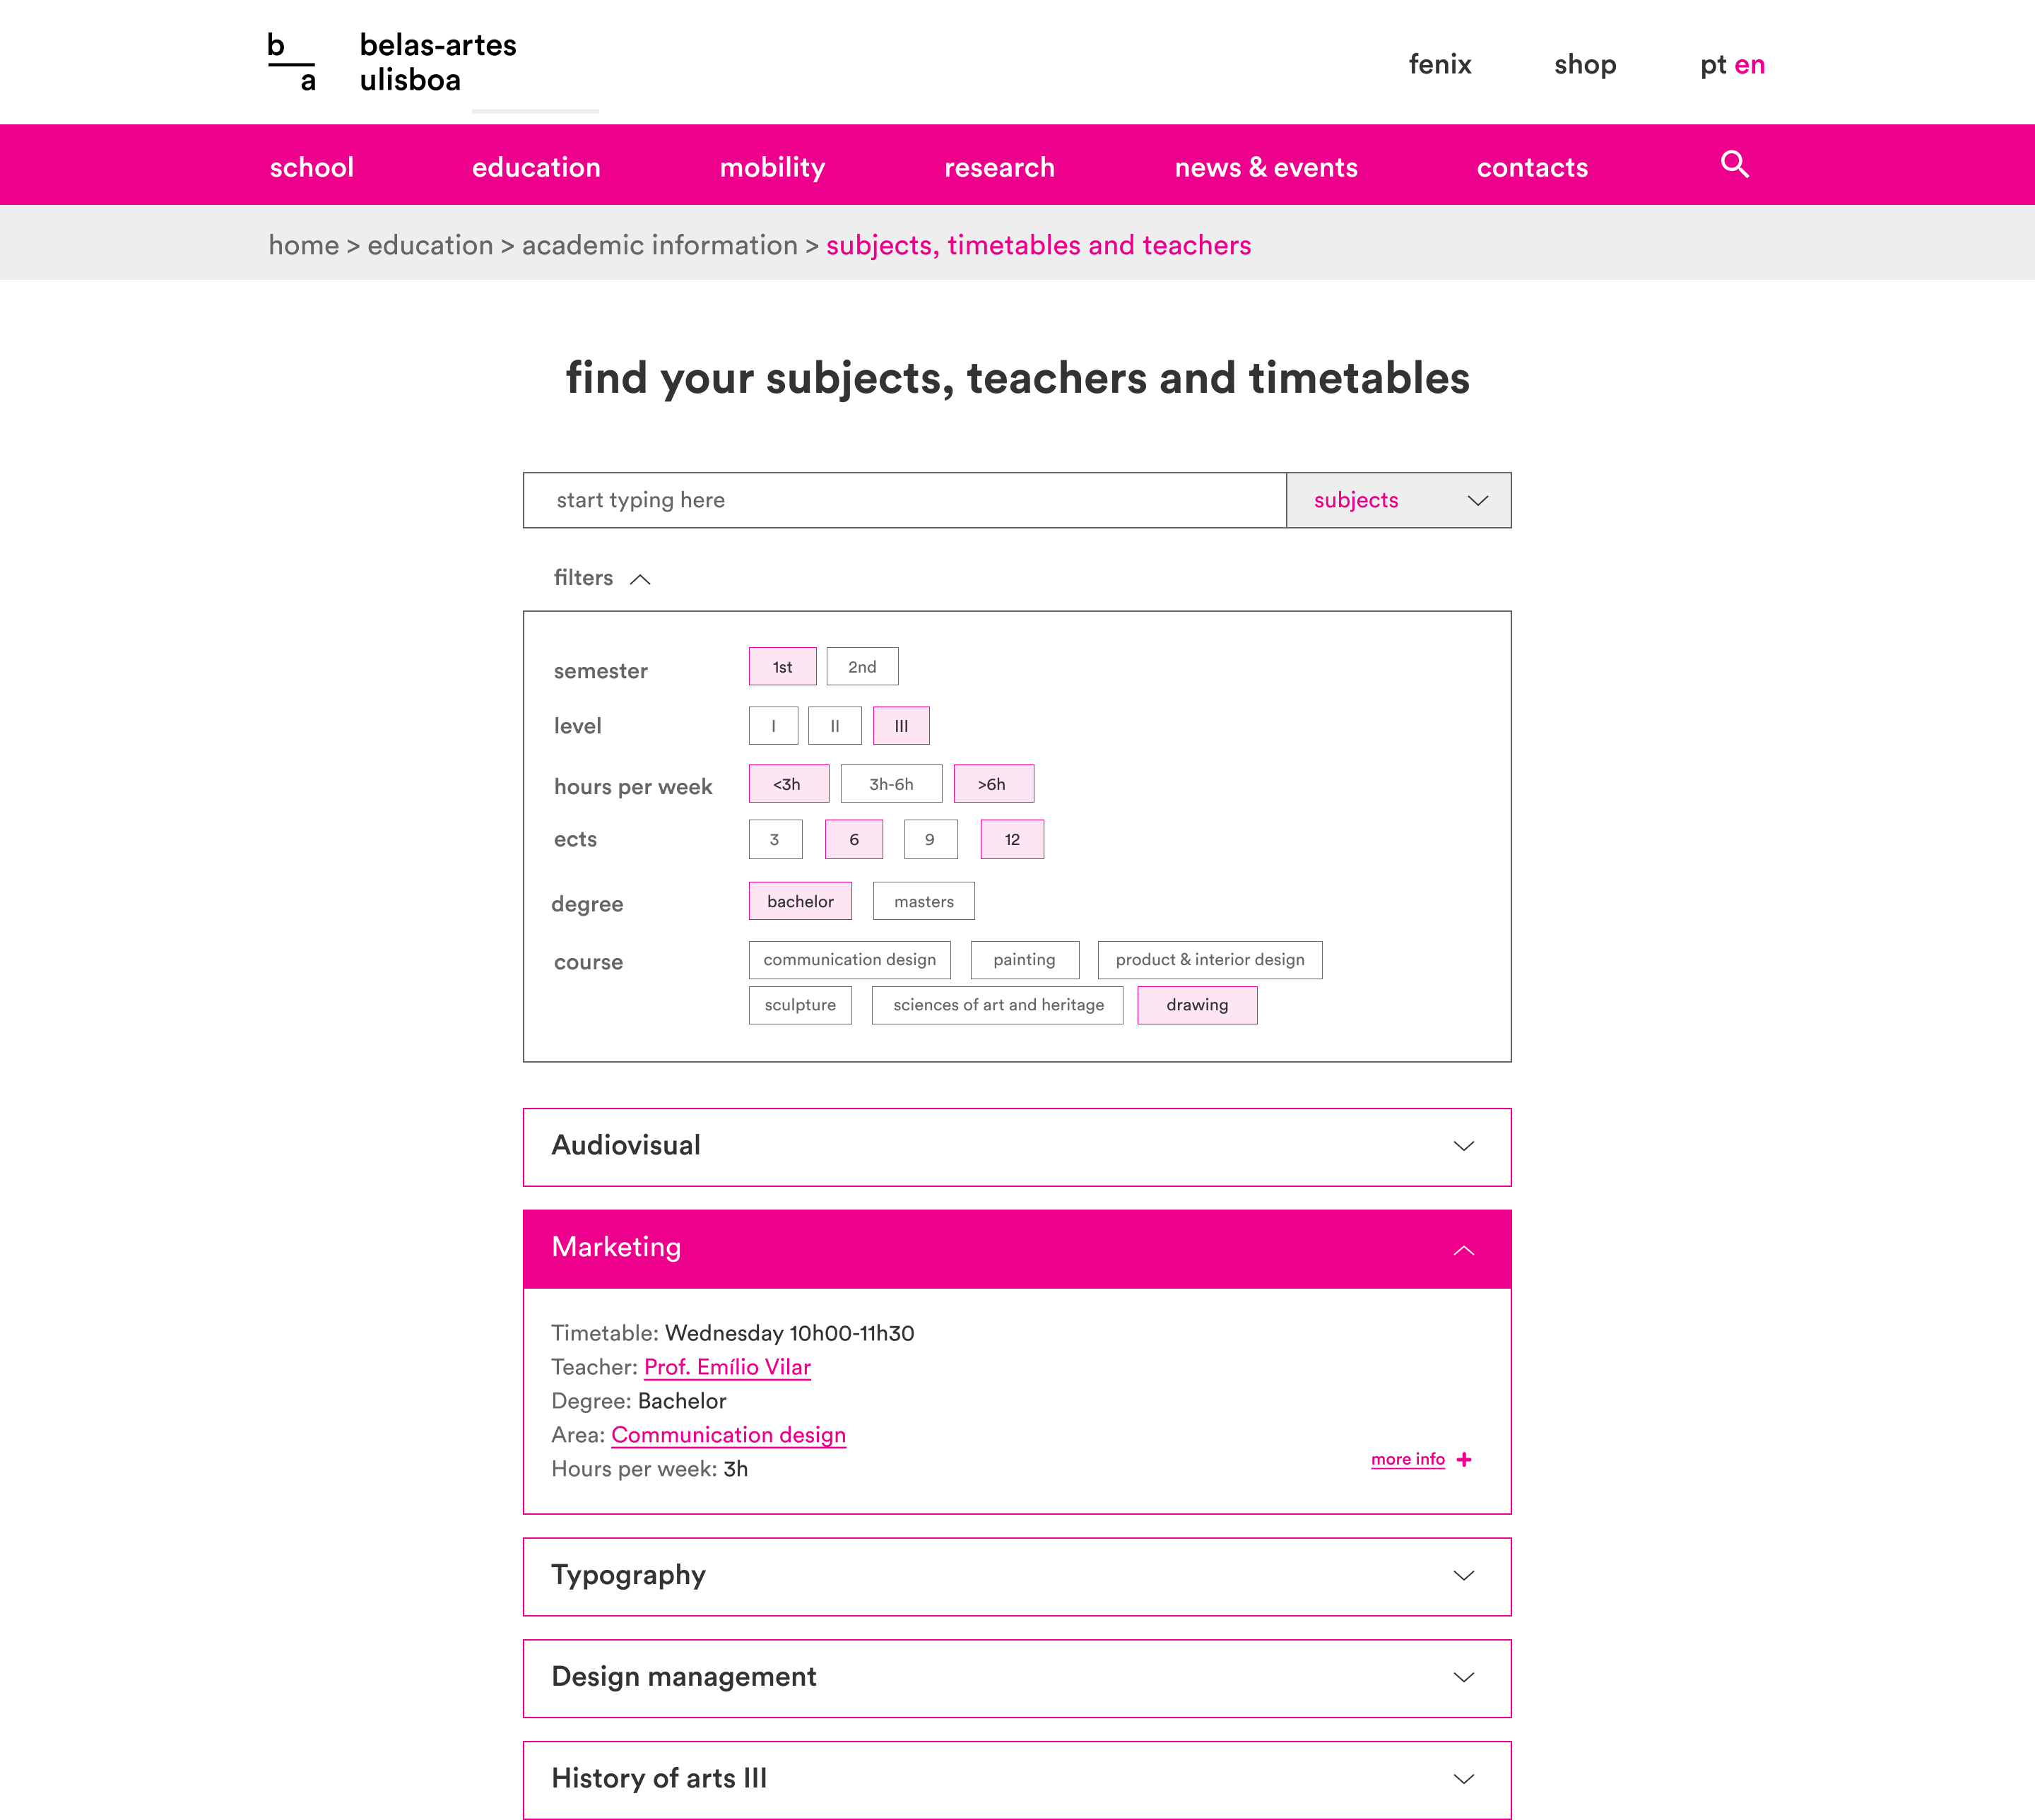 b
a
belas-artes
ulisboa
fenix shop pt en
school education mobility research news & events contacts
home > education > academic information > subjects, timetables and teachers
find your subjects, teachers and timetables
start typing here subjects
filters
semester 1st 2nd
level I II III
hours per week <3h 3h-6h >6h
ects 3 6 9 12
degree bachelor masters
course communication design painting product & interior design
sculpture sciences of art and heritage drawing
Audiovisual
Marketing
Timetable: Wednesday 10h00-11h30
Teacher: Prof. Emílio Vilar
Degree: Bachelor
Area: Communication design
Hours per week: 3h
more info +
Typography
Design management
History of arts III